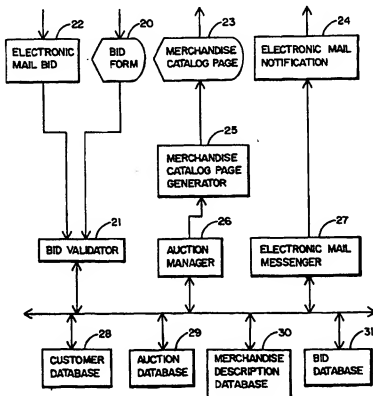 22
20
23
24
ELECTRONIC
MAIL BID
BID
FORM
MERCHANDISE
CATALOG PAGE
ELECTRONIC MAIL
NOTIFICATION
25
MERCHANDISE
CATALOG PAGE
GENERATOR
21
26
27
BID VALIDATOR
AUCTION
MANAGER
ELECTRONIC MAIL
MESSENGER
28
29
30
31
CUSTOMER
DATABASE
AUCTION
DATABASE
MERCHANDISE
DESCRIPTION
DATABASE
BID
DATABASE